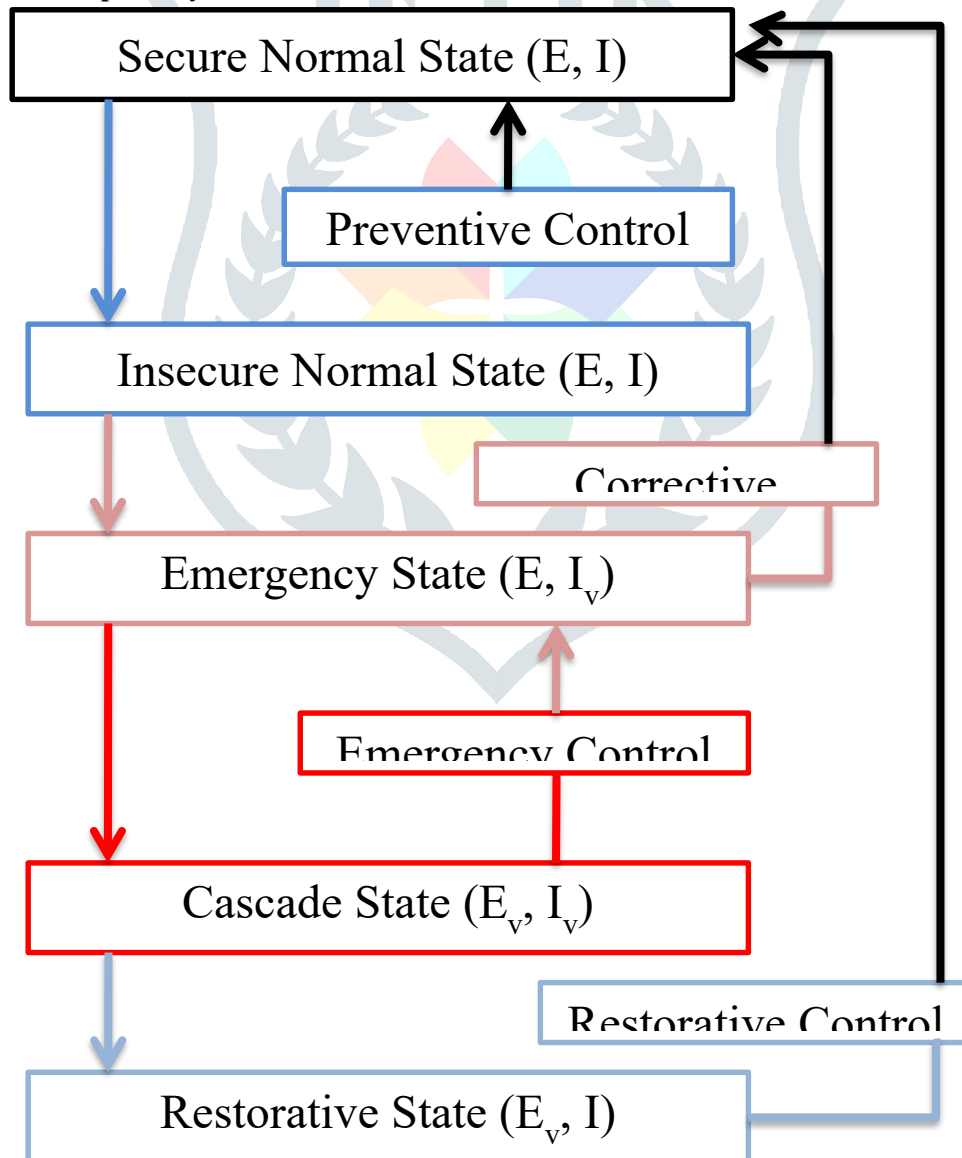 Secure Normal State (E, I)
Preventive Control
Insecure Normal State (E, I)
Corrective
Emergency State (E, Iᵥ)
Emergency Control
Cascade State (Eᵥ, Iᵥ)
Restorative Control
Restorative State (Eᵥ, I)